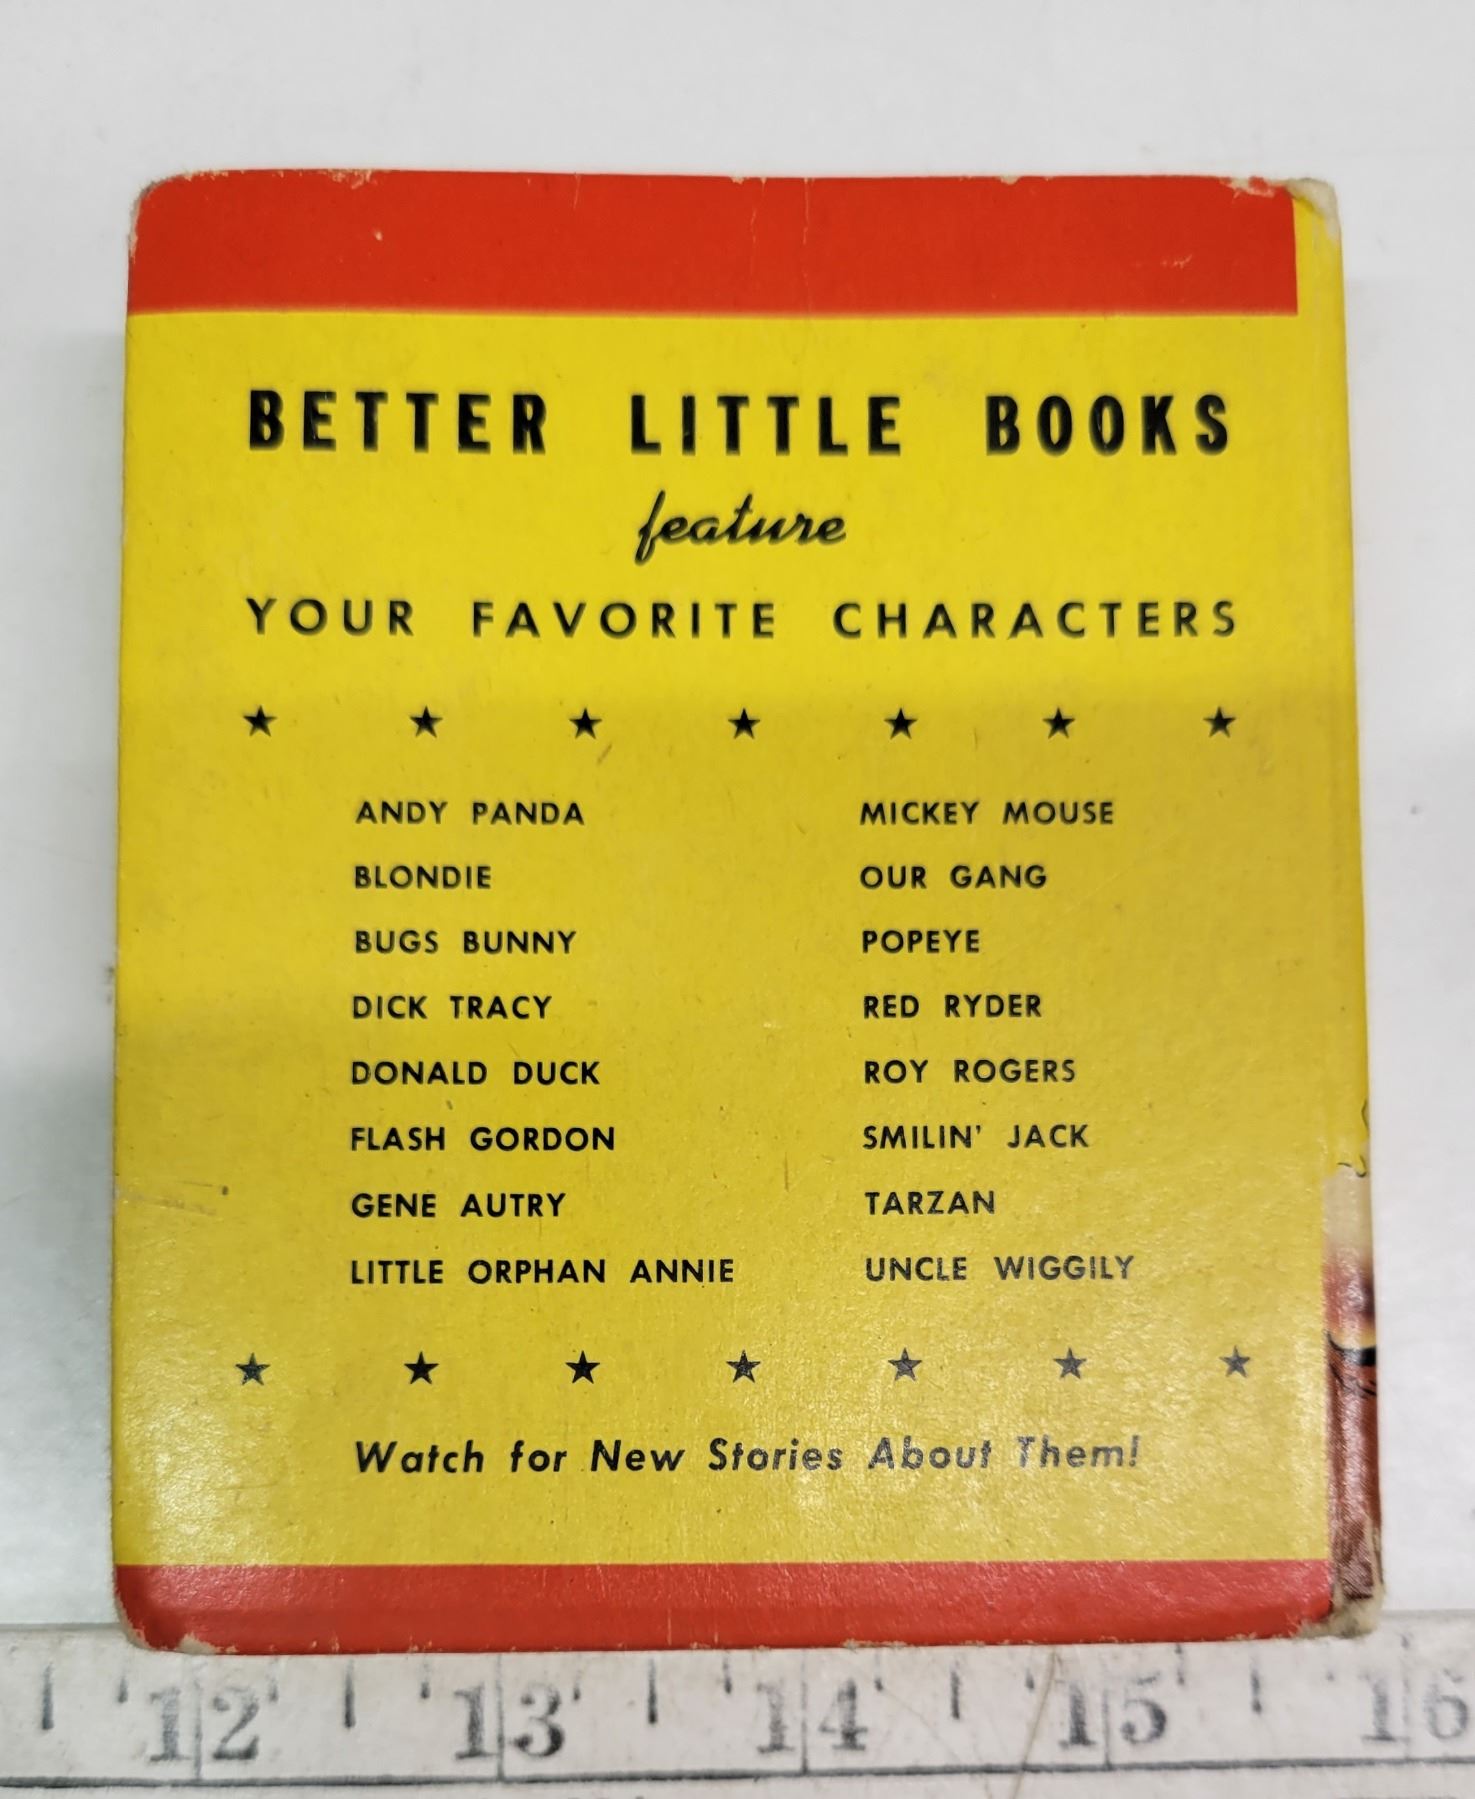 BETTER LITTLE BOOKS
feature
YOUR FAVORITE CHARACTERS
ANDY PANDA
BLONDIE
BUGS BUNNY
DICK TRACY
DONALD DUCK
FLASH GORDON
GENE AUTRY
LITTLE ORPHAN ANNIE
MICKEY MOUSE
OUR GANG
POPEYE
RED RYDER
ROY ROGERS
SMILIN' JACK
TARZAN
UNCLE WIGGILY
Watch for New Stories About Them!
12 13 14 15 16